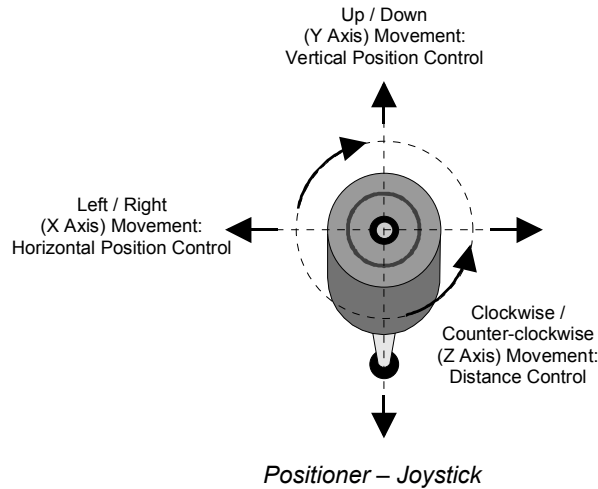 Up / Down
(Y Axis) Movement:
Vertical Position Control
Left / Right
(X Axis) Movement:
Horizontal Position Control
Clockwise /
Counter-clockwise
(Z Axis) Movement:
Distance Control
Positioner – Joystick